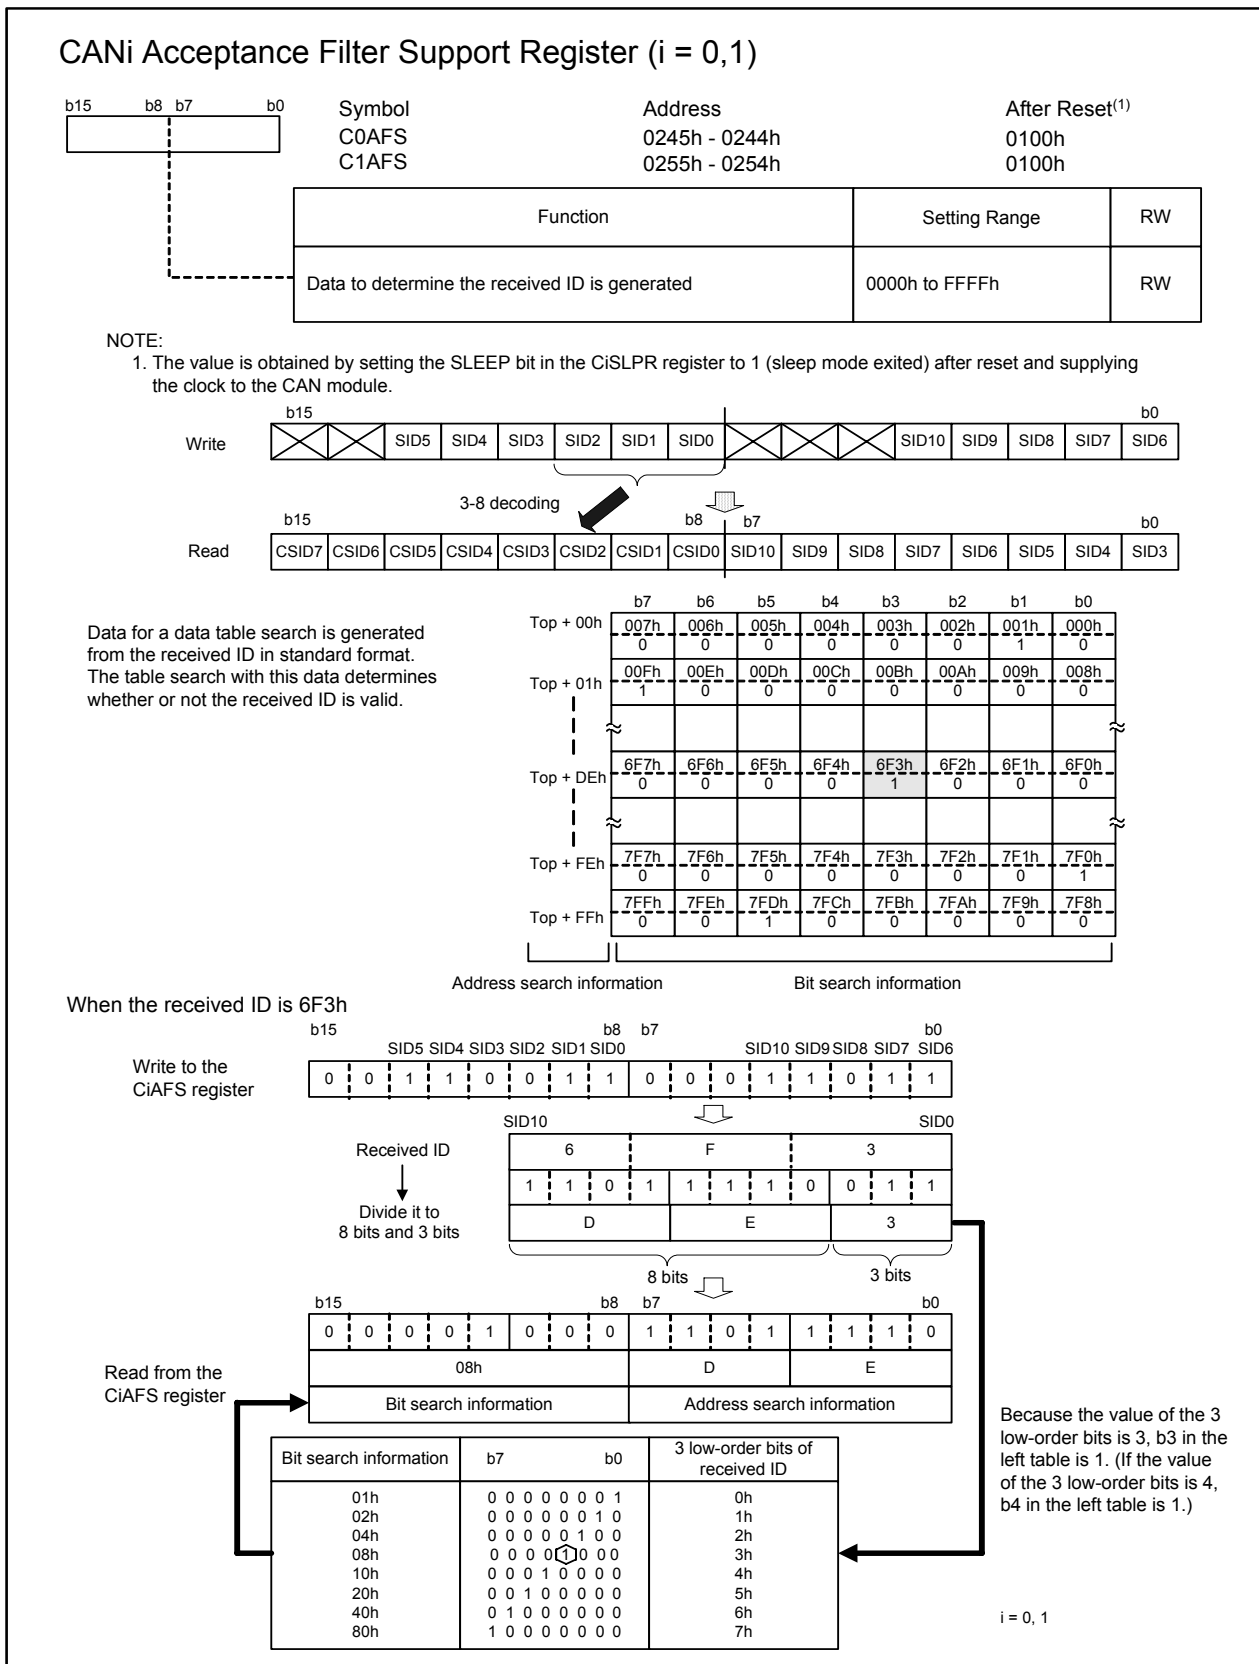 CANi Acceptance Filter Support Register (i = 0,1)
b15 b8 b7 b0
Symbol Address After Reset(1)
C0AFS 0245h - 0244h 0100h
C1AFS 0255h - 0254h 0100h
Function Setting Range RW
Data to determine the received ID is generated 0000h to FFFFh RW
NOTE:
1. The value is obtained by setting the SLEEP bit in the CiSLPR register to 1 (sleep mode exited) after reset and supplying
the clock to the CAN module.
b15 b0
Write SID5 SID4 SID3 SID2 SID1 SID0 SID10 SID9 SID8 SID7 SID6
3-8 decoding
b15 b8 b7 b0
Read CSID7 CSID6 CSID5 CSID4 CSID3 CSID2 CSID1 CSID0 SID10 SID9 SID8 SID7 SID6 SID5 SID4 SID3
Data for a data table search is generated
from the received ID in standard format.
The table search with this data determines
whether or not the received ID is valid.
b7 b6 b5 b4 b3 b2 b1 b0
Top + 00h 007h 006h 005h 004h 003h 002h 001h 000h
0 0 0 0 0 0 1 0
Top + 01h 00Fh 00Eh 00Dh 00Ch 00Bh 00Ah 009h 008h
1 0 0 0 0 0 0 0
Top + DEh 6F7h 6F6h 6F5h 6F4h 6F3h 6F2h 6F1h 6F0h
0 0 0 0 1 0 0 0
Top + FEh 7F7h 7F6h 7F5h 7F4h 7F3h 7F2h 7F1h 7F0h
0 0 0 0 0 0 0 1
Top + FFh 7FFh 7FEh 7FDh 7FCh 7FBh 7FAh 7F9h 7F8h
0 0 1 0 0 0 0 0
Address search information Bit search information
When the received ID is 6F3h
b15 b8 b7 b0
SID5 SID4 SID3 SID2 SID1 SID0 SID10 SID9 SID8 SID7 SID6
Write to the
CiAFS register
0 0 1 1 0 0 1 1 0 0 0 1 1 0 1 1
SID10 SID0
Received ID 6 F 3
1 1 0 1 1 1 1 0 0 1 1
Divide it to
8 bits and 3 bits
D E 3
8 bits 3 bits
b15 b8 b7 b0
0 0 0 0 1 0 0 0 1 1 0 1 1 1 1 0
Read from the
CiAFS register
08h D E
Bit search information Address search information
Because the value of the 3
low-order bits is 3, b3 in the
left table is 1. (If the value
of the 3 low-order bits is 4,
b4 in the left table is 1.)
Bit search information b7 b0 3 low-order bits of
received ID
01h 0 0 0 0 0 0 0 1 0h
02h 0 0 0 0 0 0 1 0 1h
04h 0 0 0 0 0 1 0 0 2h
08h 0 0 0 0 1 0 0 0 3h
10h 0 0 0 1 0 0 0 0 4h
20h 0 0 1 0 0 0 0 0 5h
40h 0 1 0 0 0 0 0 0 6h
80h 1 0 0 0 0 0 0 0 7h
i = 0, 1